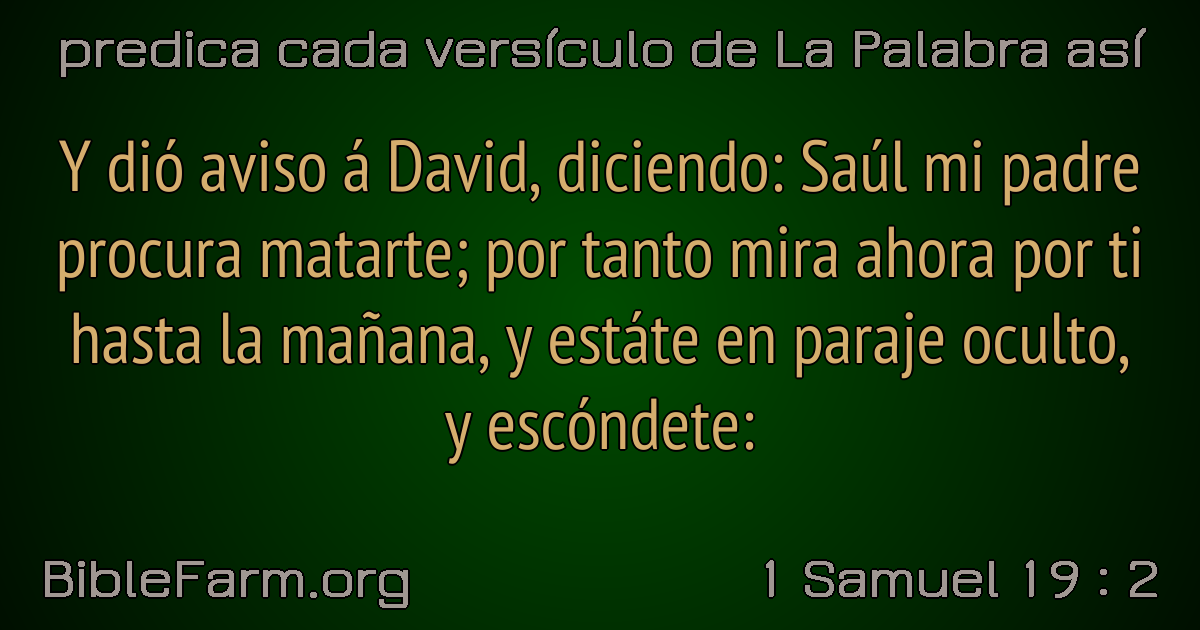 predica cada versículo de La Palabra así
Y dió aviso á David, diciendo: Saúl mi padre
procura matarte; por tanto mira ahora por ti
hasta la mañana, y estáte en paraje oculto,
y escóndete:
BibleFarm.org
1 Samuel 19 : 2